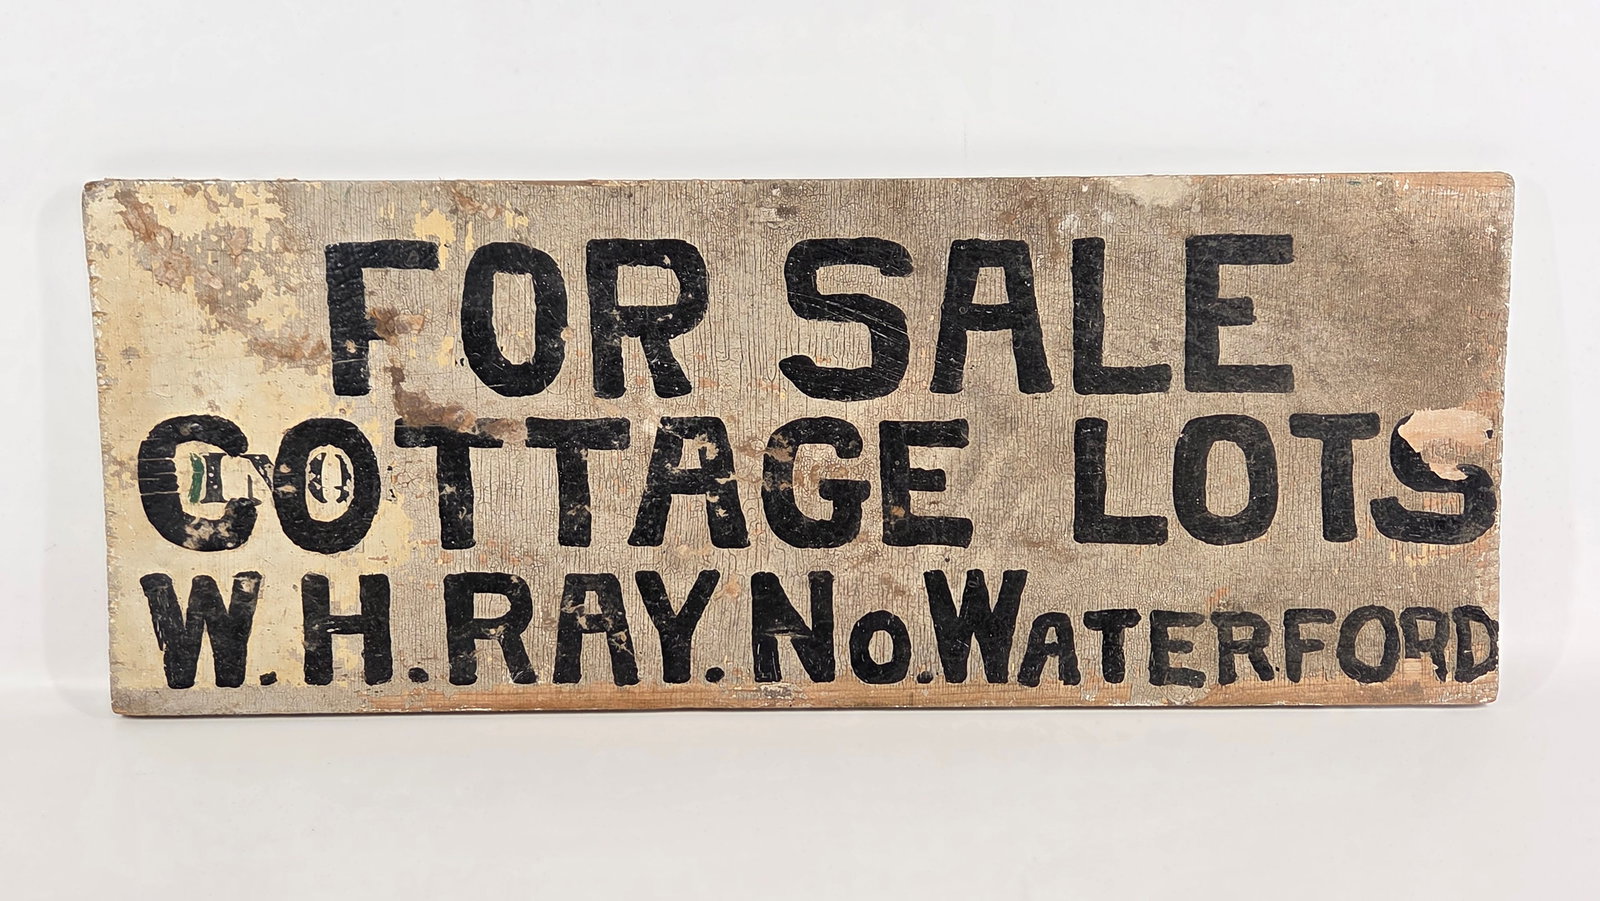 FOR SALE
COTTAGE LOTS
W.H.RAY. No. WATERFORD